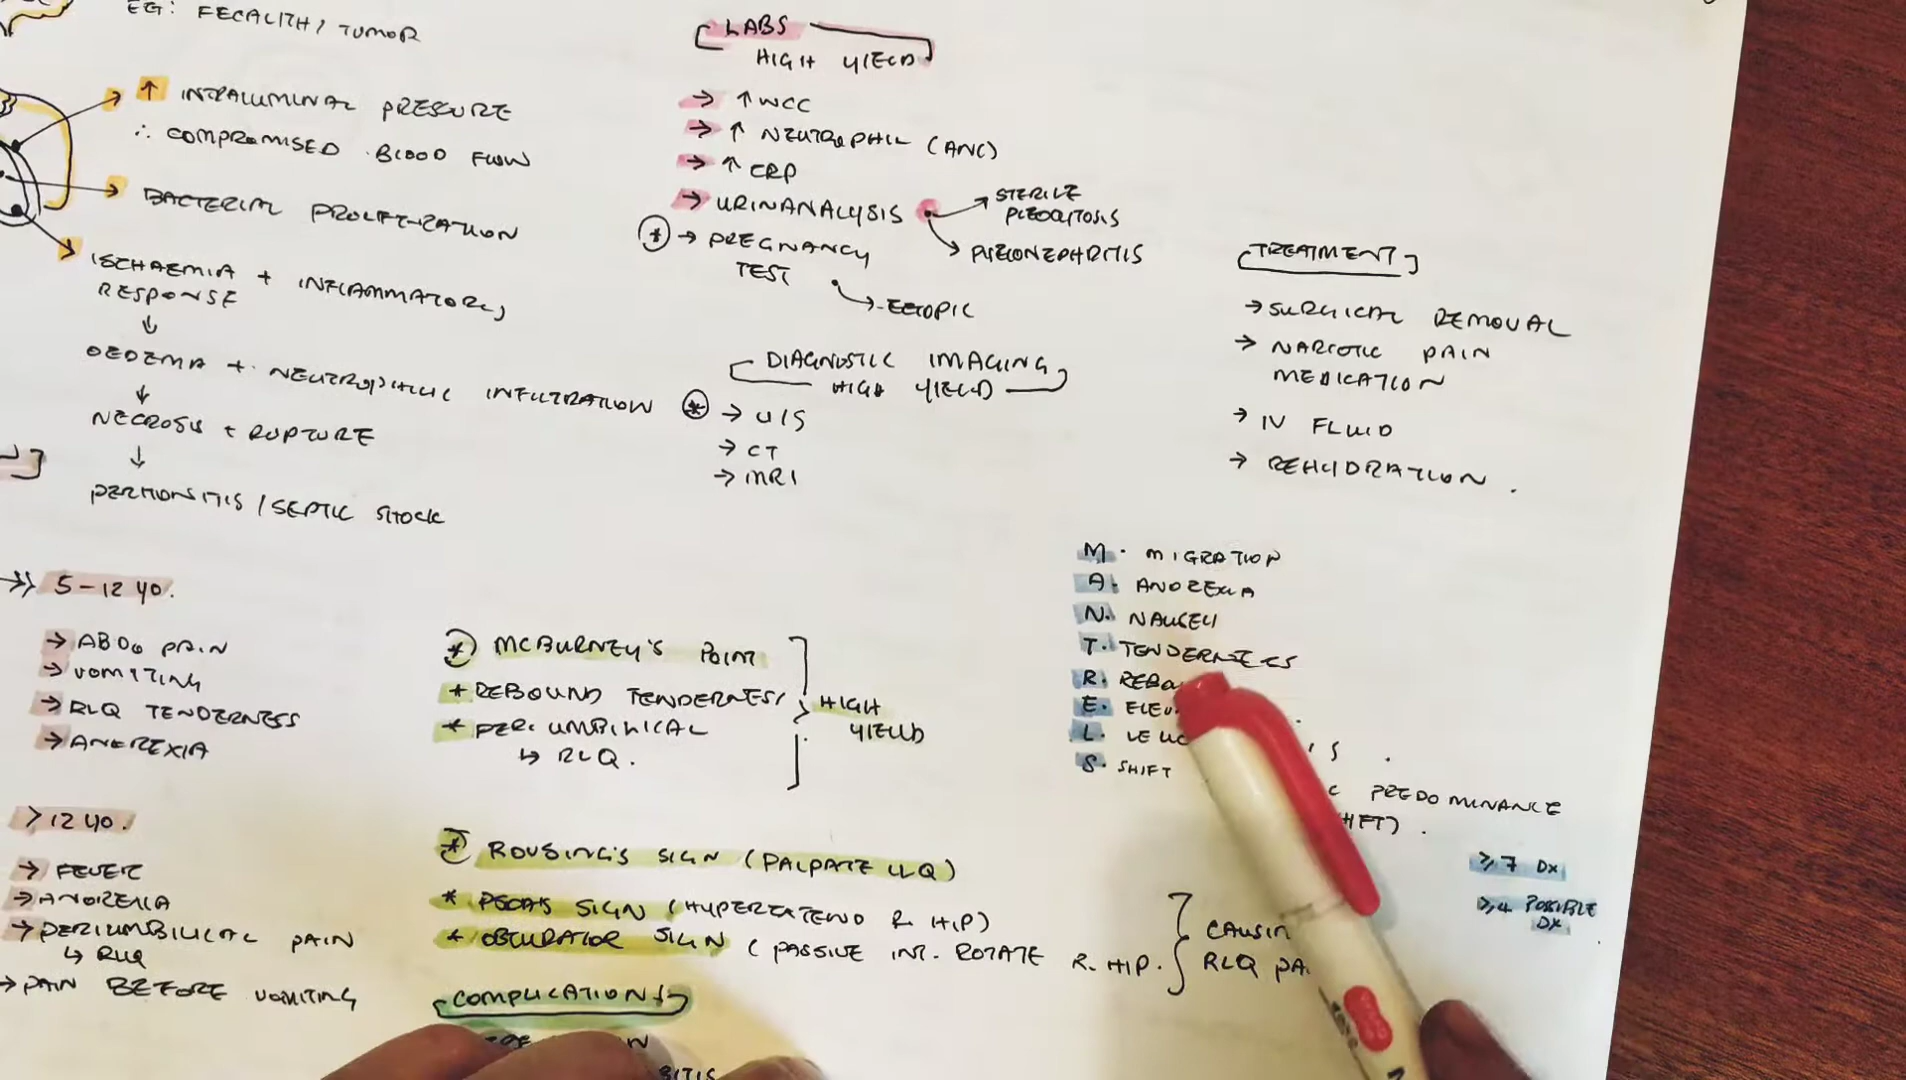 EG: FECALITH / TUMOR
↑ INTRALUMINAL PRESSURE
∴ COMPROMISED BLOOD FLOW
BACTERIAL PROLIFERATION
ISCHAEMIA + INFLAMMATORY
RESPONSE
↓
OEDEMA + NEUTROPHILIC INFILTRATION
↓
NECROSIS + RUPTURE
↓
PERITIONITIS / SEPTIC SHOCK
LABS
HIGH YIELD
→ ↑ WCC
→ ↑ NEUTROPHIL (ANC)
→ ↑ CRP
→ URINANALYSIS
→ STERILE
PLEOCYTOSIS
→ PYELONEPHRITIS
* → PREGNANCY
TEST
→ ECTOPIC
DIAGNOSTIC IMAGING
HIGH YIELD
* → U/S
→ CT
→ MRI
TREATMENT
→ SURGICAL REMOVAL
→ NARCOTIC PAIN
MEDICATION
→ IV FLUID
→ REHYDRATION.
→ 5-12 YO.
→ ABDO PAIN
→ VOMITING
→ RLQ TENDERNESS
→ ANOREXIA
* MCBURNEY'S POINT
* REBOUND TENDERNESS
* PERIUMBILICAL
↳ RLQ.
HIGH
YIELD
M. MIGRATION
A. ANOREXIA
N. NAUSEA
T. TENDERNESS
R.
E.
L.
S. SHIFT
PREDOMINANCE
≥ 7 DX
≥ 4 POSSIBLE
DX
> 12 YO.
→ FEVER
→ ANOREXIA
→ PERIUMBILICAL PAIN
↳ RLQ
→ PAIN BEFORE VOMITING
* ROVSING'S SIGN (PALPATE LLQ)
* PSOAS SIGN (HYPEREXTEND R. HIP)
* OBTURATOR SIGN (PASSIVE INT. ROTATE R. HIP.
RLQ
COMPLICATIONS